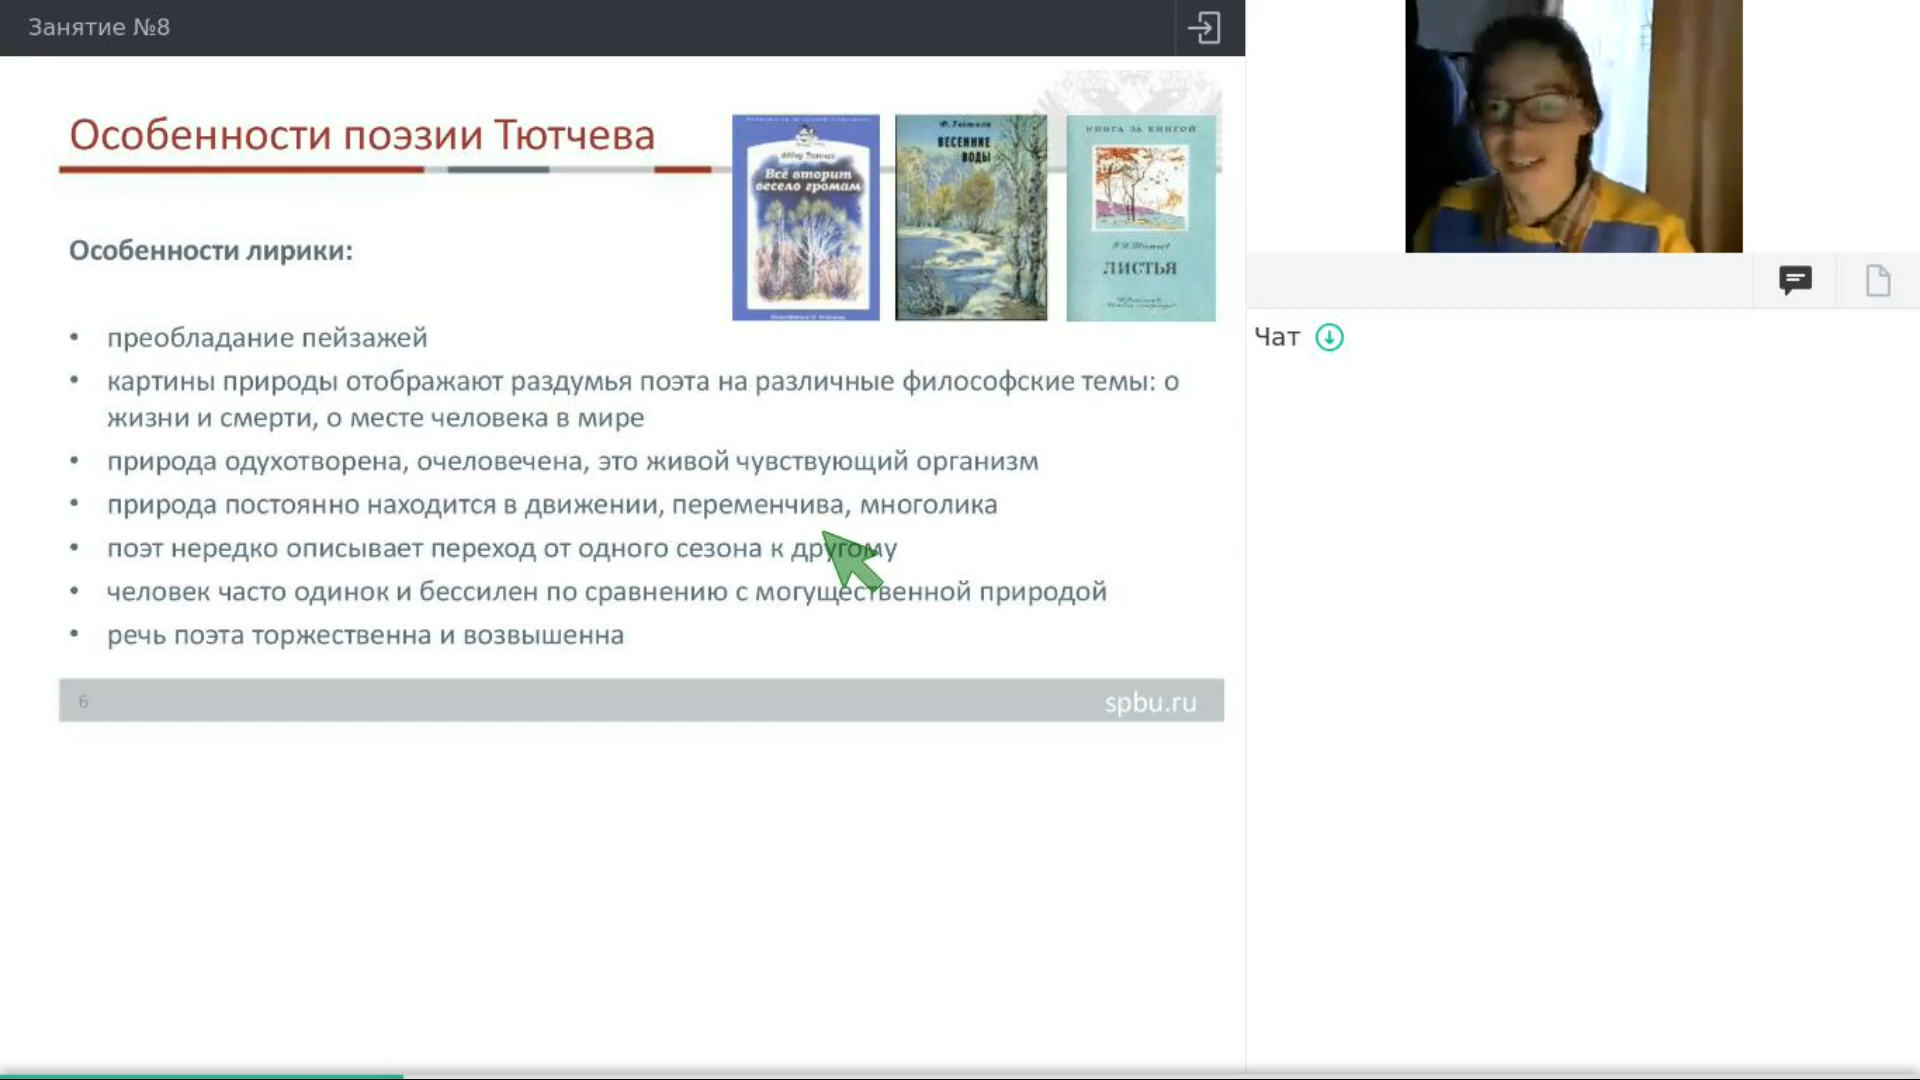 Занятие №8
Особенности поэзии Тютчева
Всё вторит
весело громам
Ф. Тютчев
ВЕСЕННИЕ
ВОДЫ
КНИГА ЗА КНИГОЙ
ЛИСТЬЯ
Особенности лирики:
• преобладание пейзажей
• картины природы отображают раздумья поэта на различные философские темы: о
жизни и смерти, о месте человека в мире
• природа одухотворена, очеловечена, это живой чувствующий организм
• природа постоянно находится в движении, переменчива, многолика
• поэт нередко описывает переход от одного сезона к другому
• человек часто одинок и бессилен по сравнению с могущественной природой
• речь поэта торжественна и возвышенна
6
spbu.ru
Чат